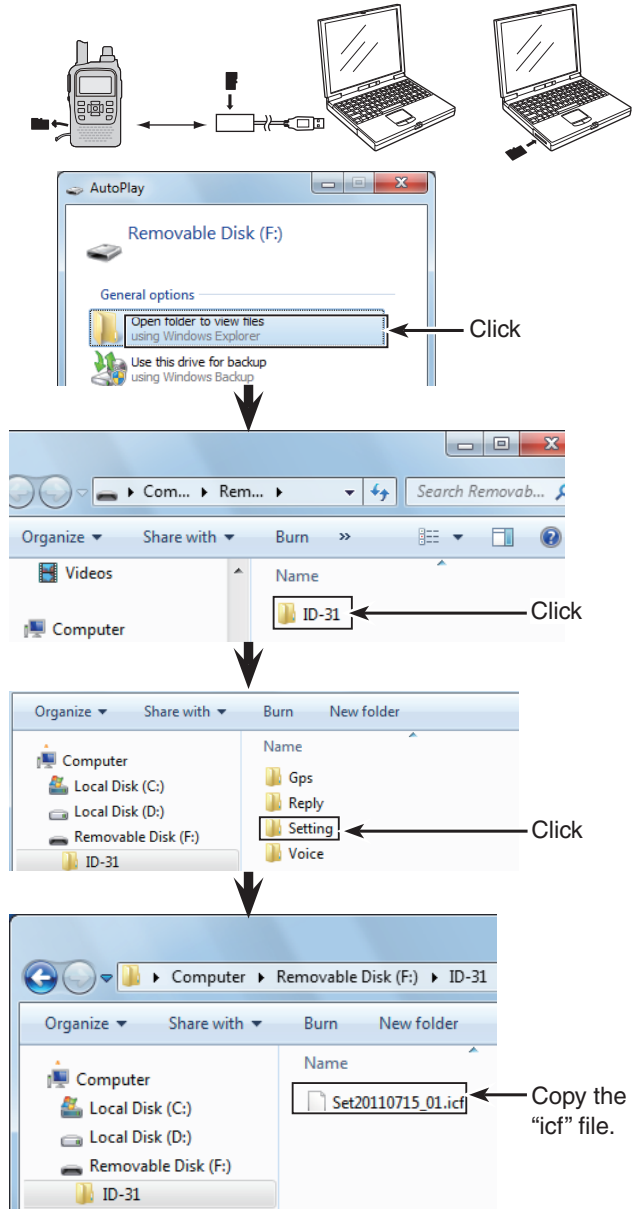 AutoPlay
Removable Disk (F:)
General options
Open folder to view files
using Windows Explorer
Click
Use this drive for backup
using Windows Backup
Com... Rem...
Search Removab...
Organize Share with Burn »
Videos
Name
ID-31
Click
Computer
Organize Share with Burn New folder
Name
Computer
Gps
Local Disk (C:)
Reply
Local Disk (D:)
Setting
Click
Removable Disk (F:)
Voice
ID-31
Computer Removable Disk (F:) ID-31
Organize Share with Burn New folder
Name
Computer
Set20110715_01.icf
Copy the
“icf” file.
Local Disk (C:)
Local Disk (D:)
Removable Disk (F:)
ID-31